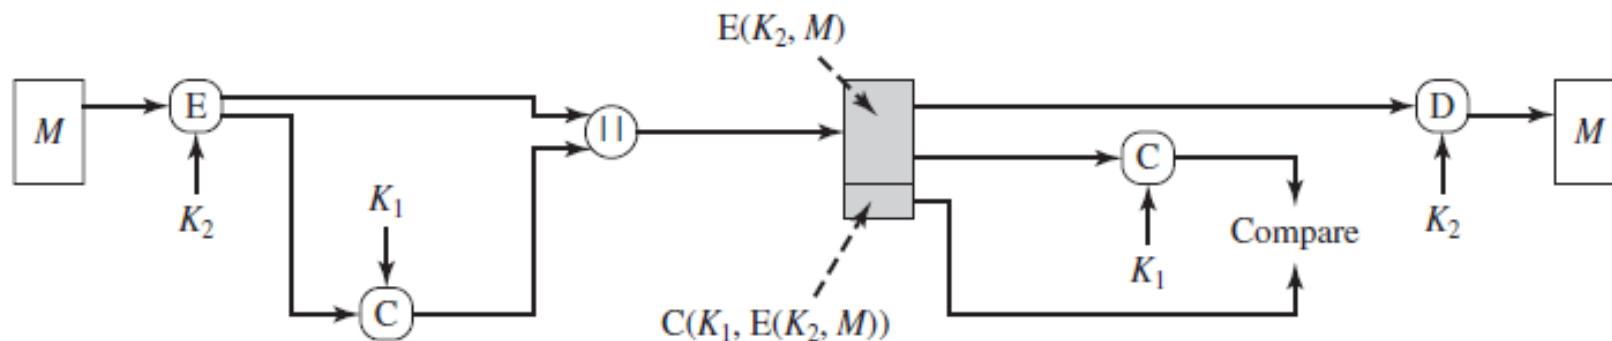 E(K₂, M)
M E || D M
K₁ C
K₂ Compare K₂
K₁
C
C(K₁, E(K₂, M))